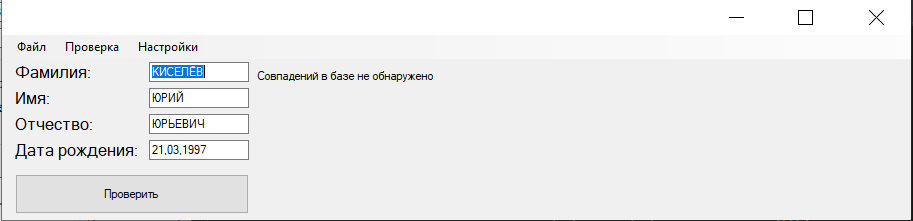 Файл Проверка Настройки
Фамилия: КИСЕЛЕВ Совпадений в базе не обнаружено
Имя: ЮРИЙ
Отчество: ЮРЬЕВИЧ
Дата рождения: 21,03,1997
Проверить